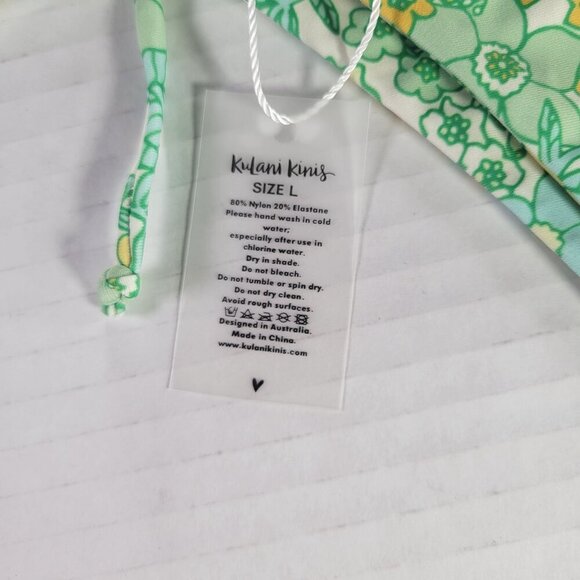 Kulani Kinis
SIZE L
80% Nylon 20% Elastane
Please hand wash in cold
water;
especially after use in
chlorine water.
Dry in shade.
Do not bleach.
Do not tumble or spin dry.
Do not dry clean.
Avoid rough surfaces.
Designed in Australia.
Made in China.
www.kulanikinis.com